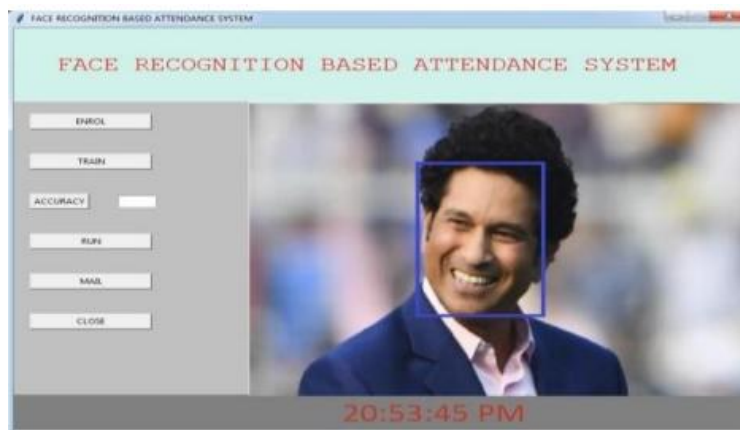 FACE RECOGNITION BASED ATTENDANCE SYSTEM
FACE RECOGNITION BASED ATTENDANCE SYSTEM
ENROL
TRAIN
ACCURACY
RUN
MAIL
CLOSE
20:53:45 PM